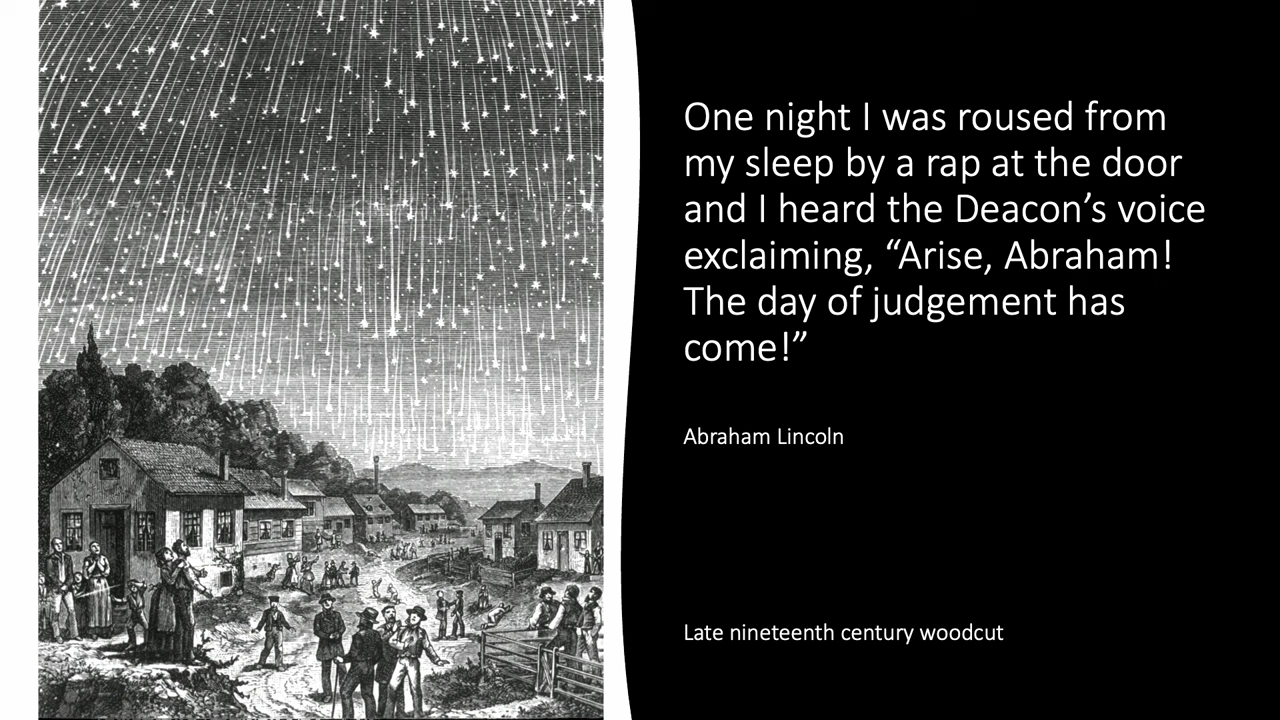 One night I was roused from
my sleep by a rap at the door
and I heard the Deacon’s voice
exclaiming, “Arise, Abraham!
The day of judgement has
come!”
Abraham Lincoln
Late nineteenth century woodcut